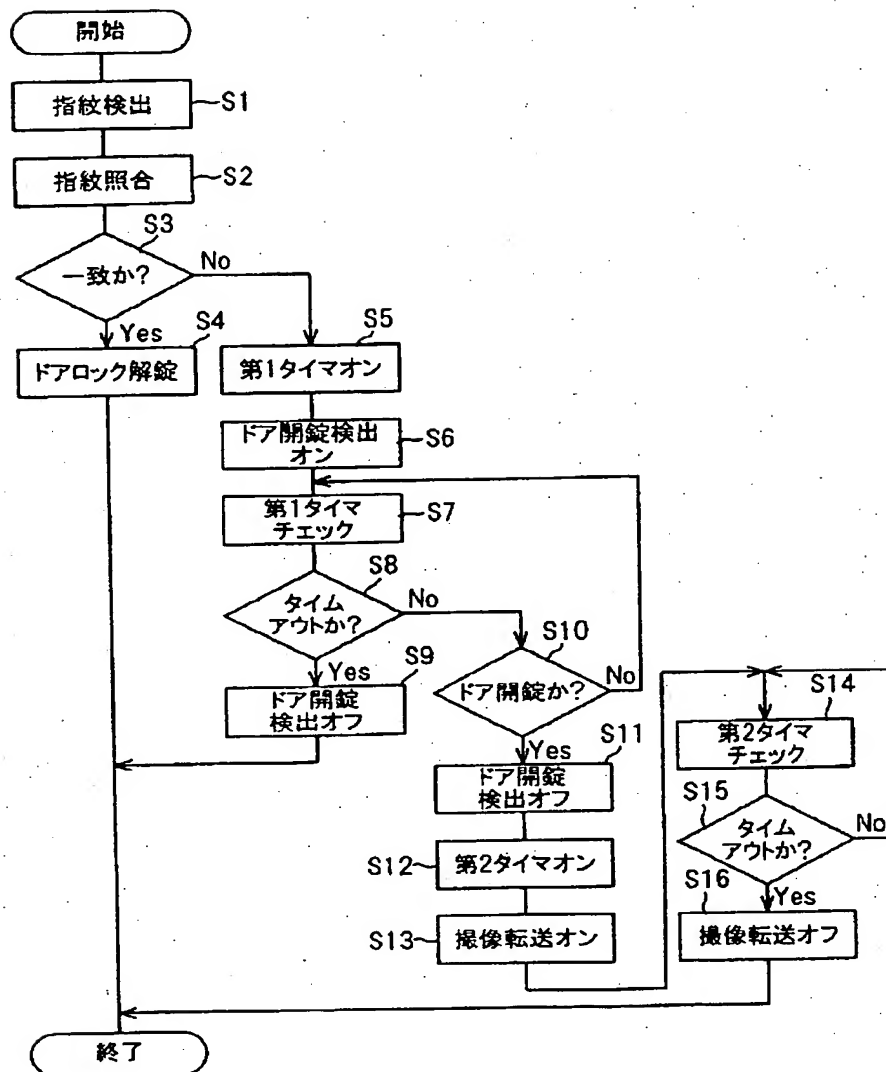 開始
指紋検出
S1
指紋照合
S2
S3
一致か?
No
Yes
S4
ドアロック解錠
S5
第1タイマオン
ドア開錠検出
オン
S6
第1タイマ
チェック
S7
S8
タイム
アウトか?
No
Yes
S9
ドア開錠
検出オフ
S10
ドア開錠か?
No
Yes
S11
ドア開錠
検出オフ
S12
第2タイマオン
S13
撮像転送オン
S14
第2タイマ
チェック
S15
タイム
アウトか?
No
Yes
S16
撮像転送オフ
終了